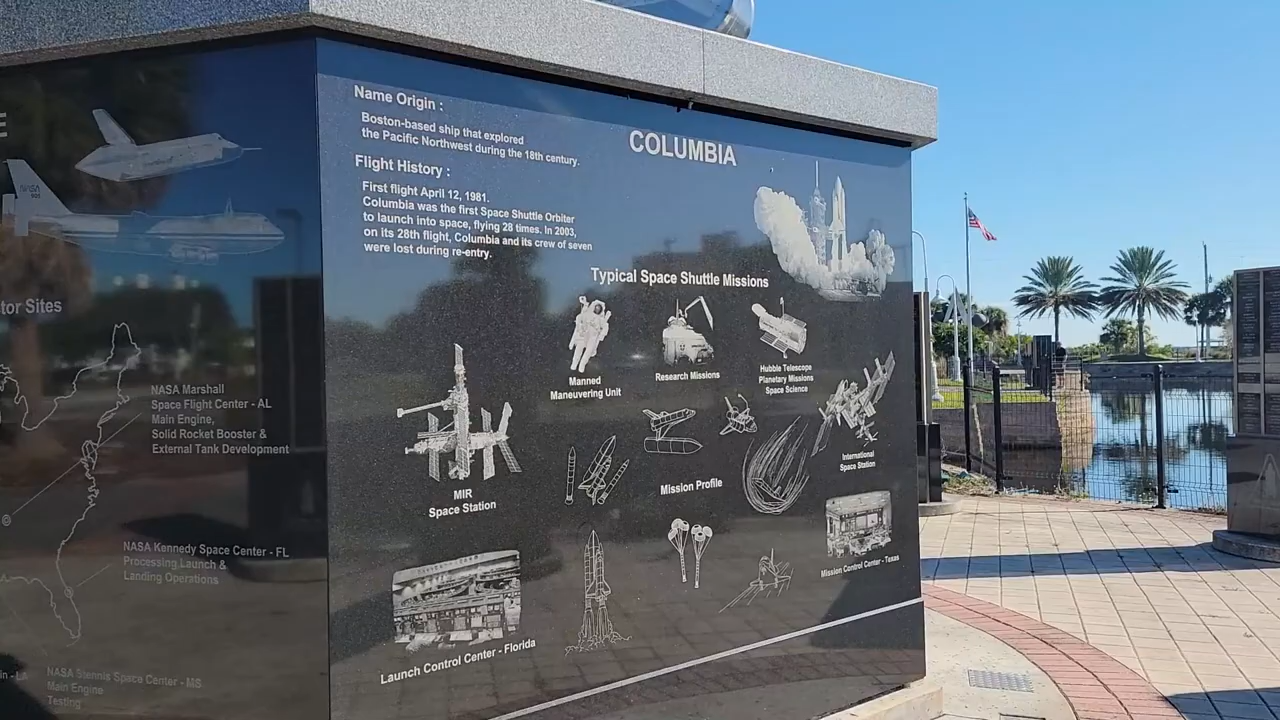 E
NASA
905
tor Sites
NASA Marshall
Space Flight Center - AL
Main Engine,
Solid Rocket Booster &
External Tank Development
NASA Kennedy Space Center - FL
Processing Launch &
Landing Operations
in - LA
NASA Stennis Space Center - MS
Main Engine
Testing
Name Origin :
Boston-based ship that explored
the Pacific Northwest during the 18th century.
Flight History :
First flight April 12, 1981.
Columbia was the first Space Shuttle Orbiter
to launch into space, flying 28 times. In 2003,
on its 28th flight, Columbia and its crew of seven
were lost during re-entry.
COLUMBIA
Typical Space Shuttle Missions
Manned
Maneuvering Unit
Research Missions
Hubble Telescope
Planetary Missions
Space Science
MIR
Space Station
Mission Profile
International
Space Station
Launch Control Center - Florida
Mission Control Center - Texas